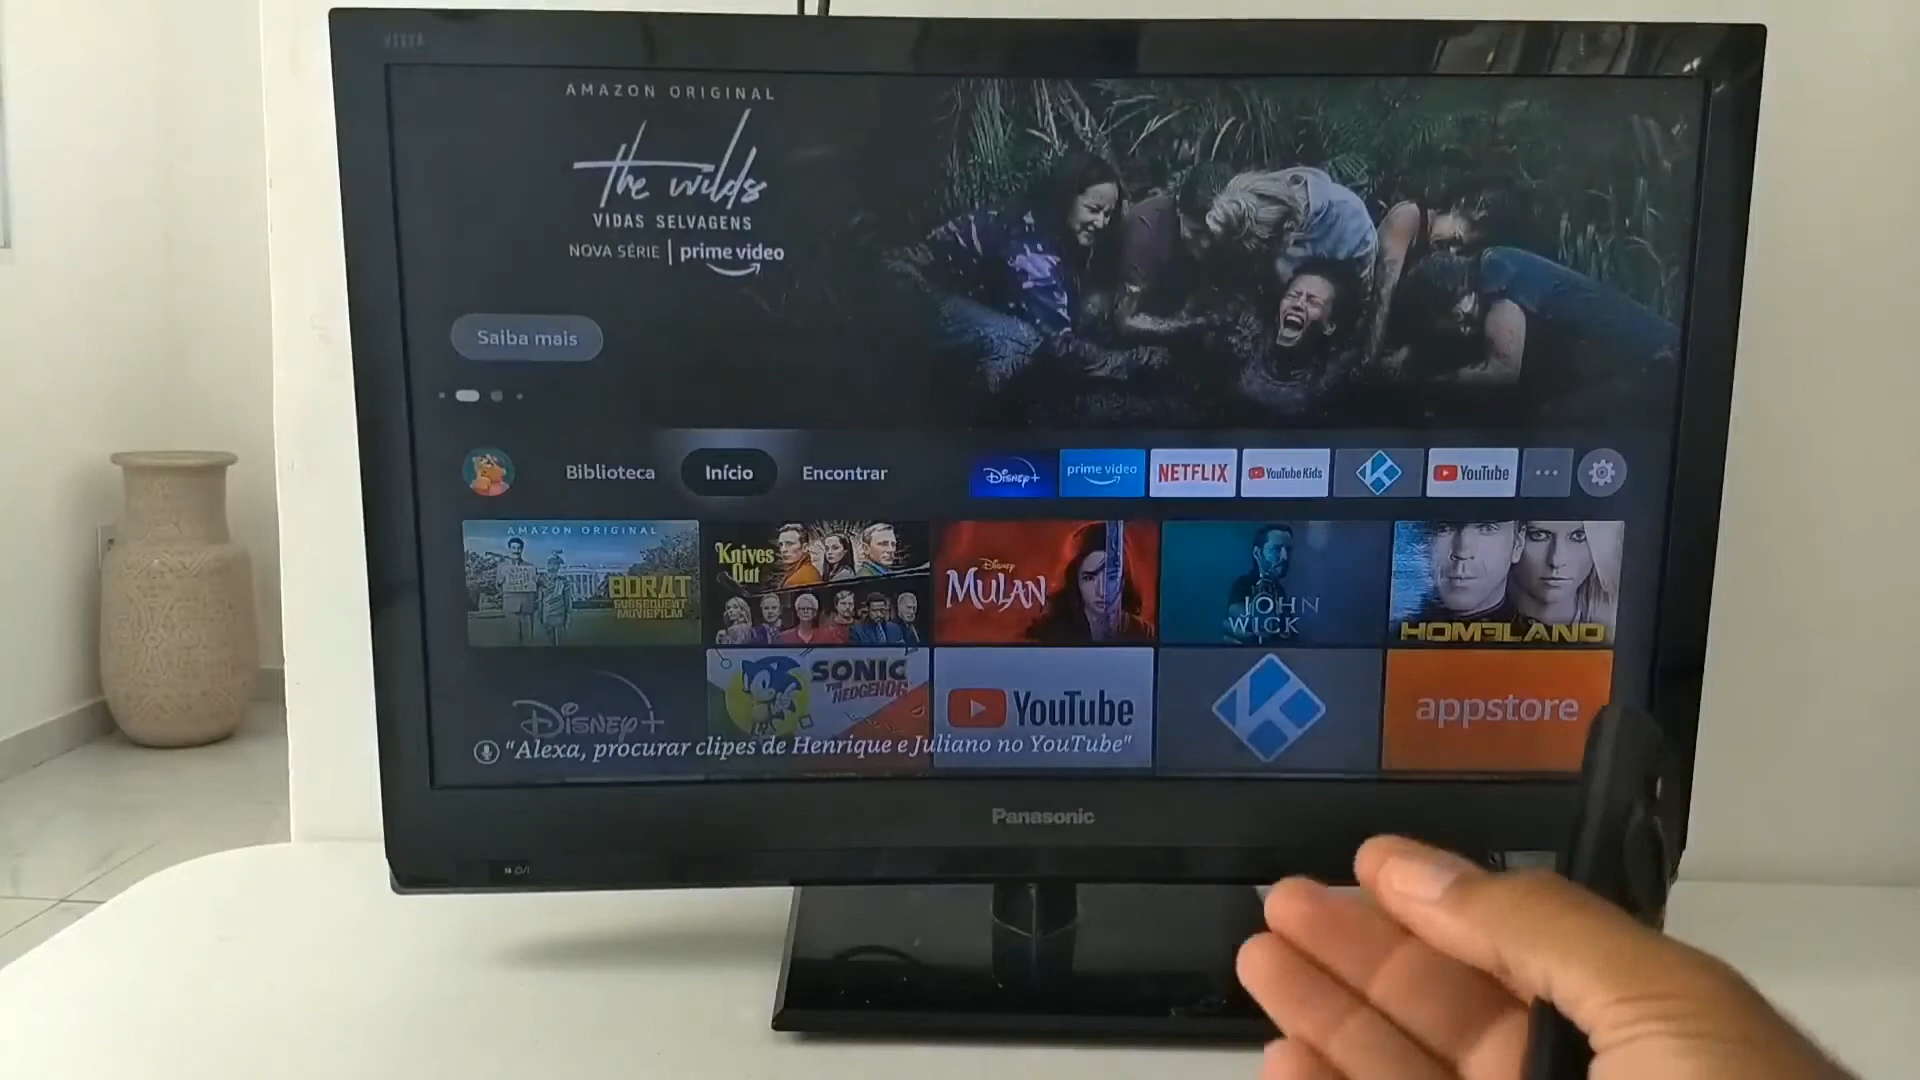 VIERA
AMAZON ORIGINAL
the wilds
VIDAS SELVAGENS
NOVA SÉRIE | prime video
Saiba mais
Biblioteca
Início
Encontrar
Disney+
prime video
NETFLIX
YouTube Kids
YouTube
AMAZON ORIGINAL
BORAT
SUBSEQUENT
MOVIEFILM
Knives
Out
Disney
MULAN
JOHN
WICK
HOMELAND
Disney+
SONIC
THE HEDGEHOG
YouTube
appstore
"Alexa, procurar clipes de Henrique e Juliano no YouTube"
Panasonic